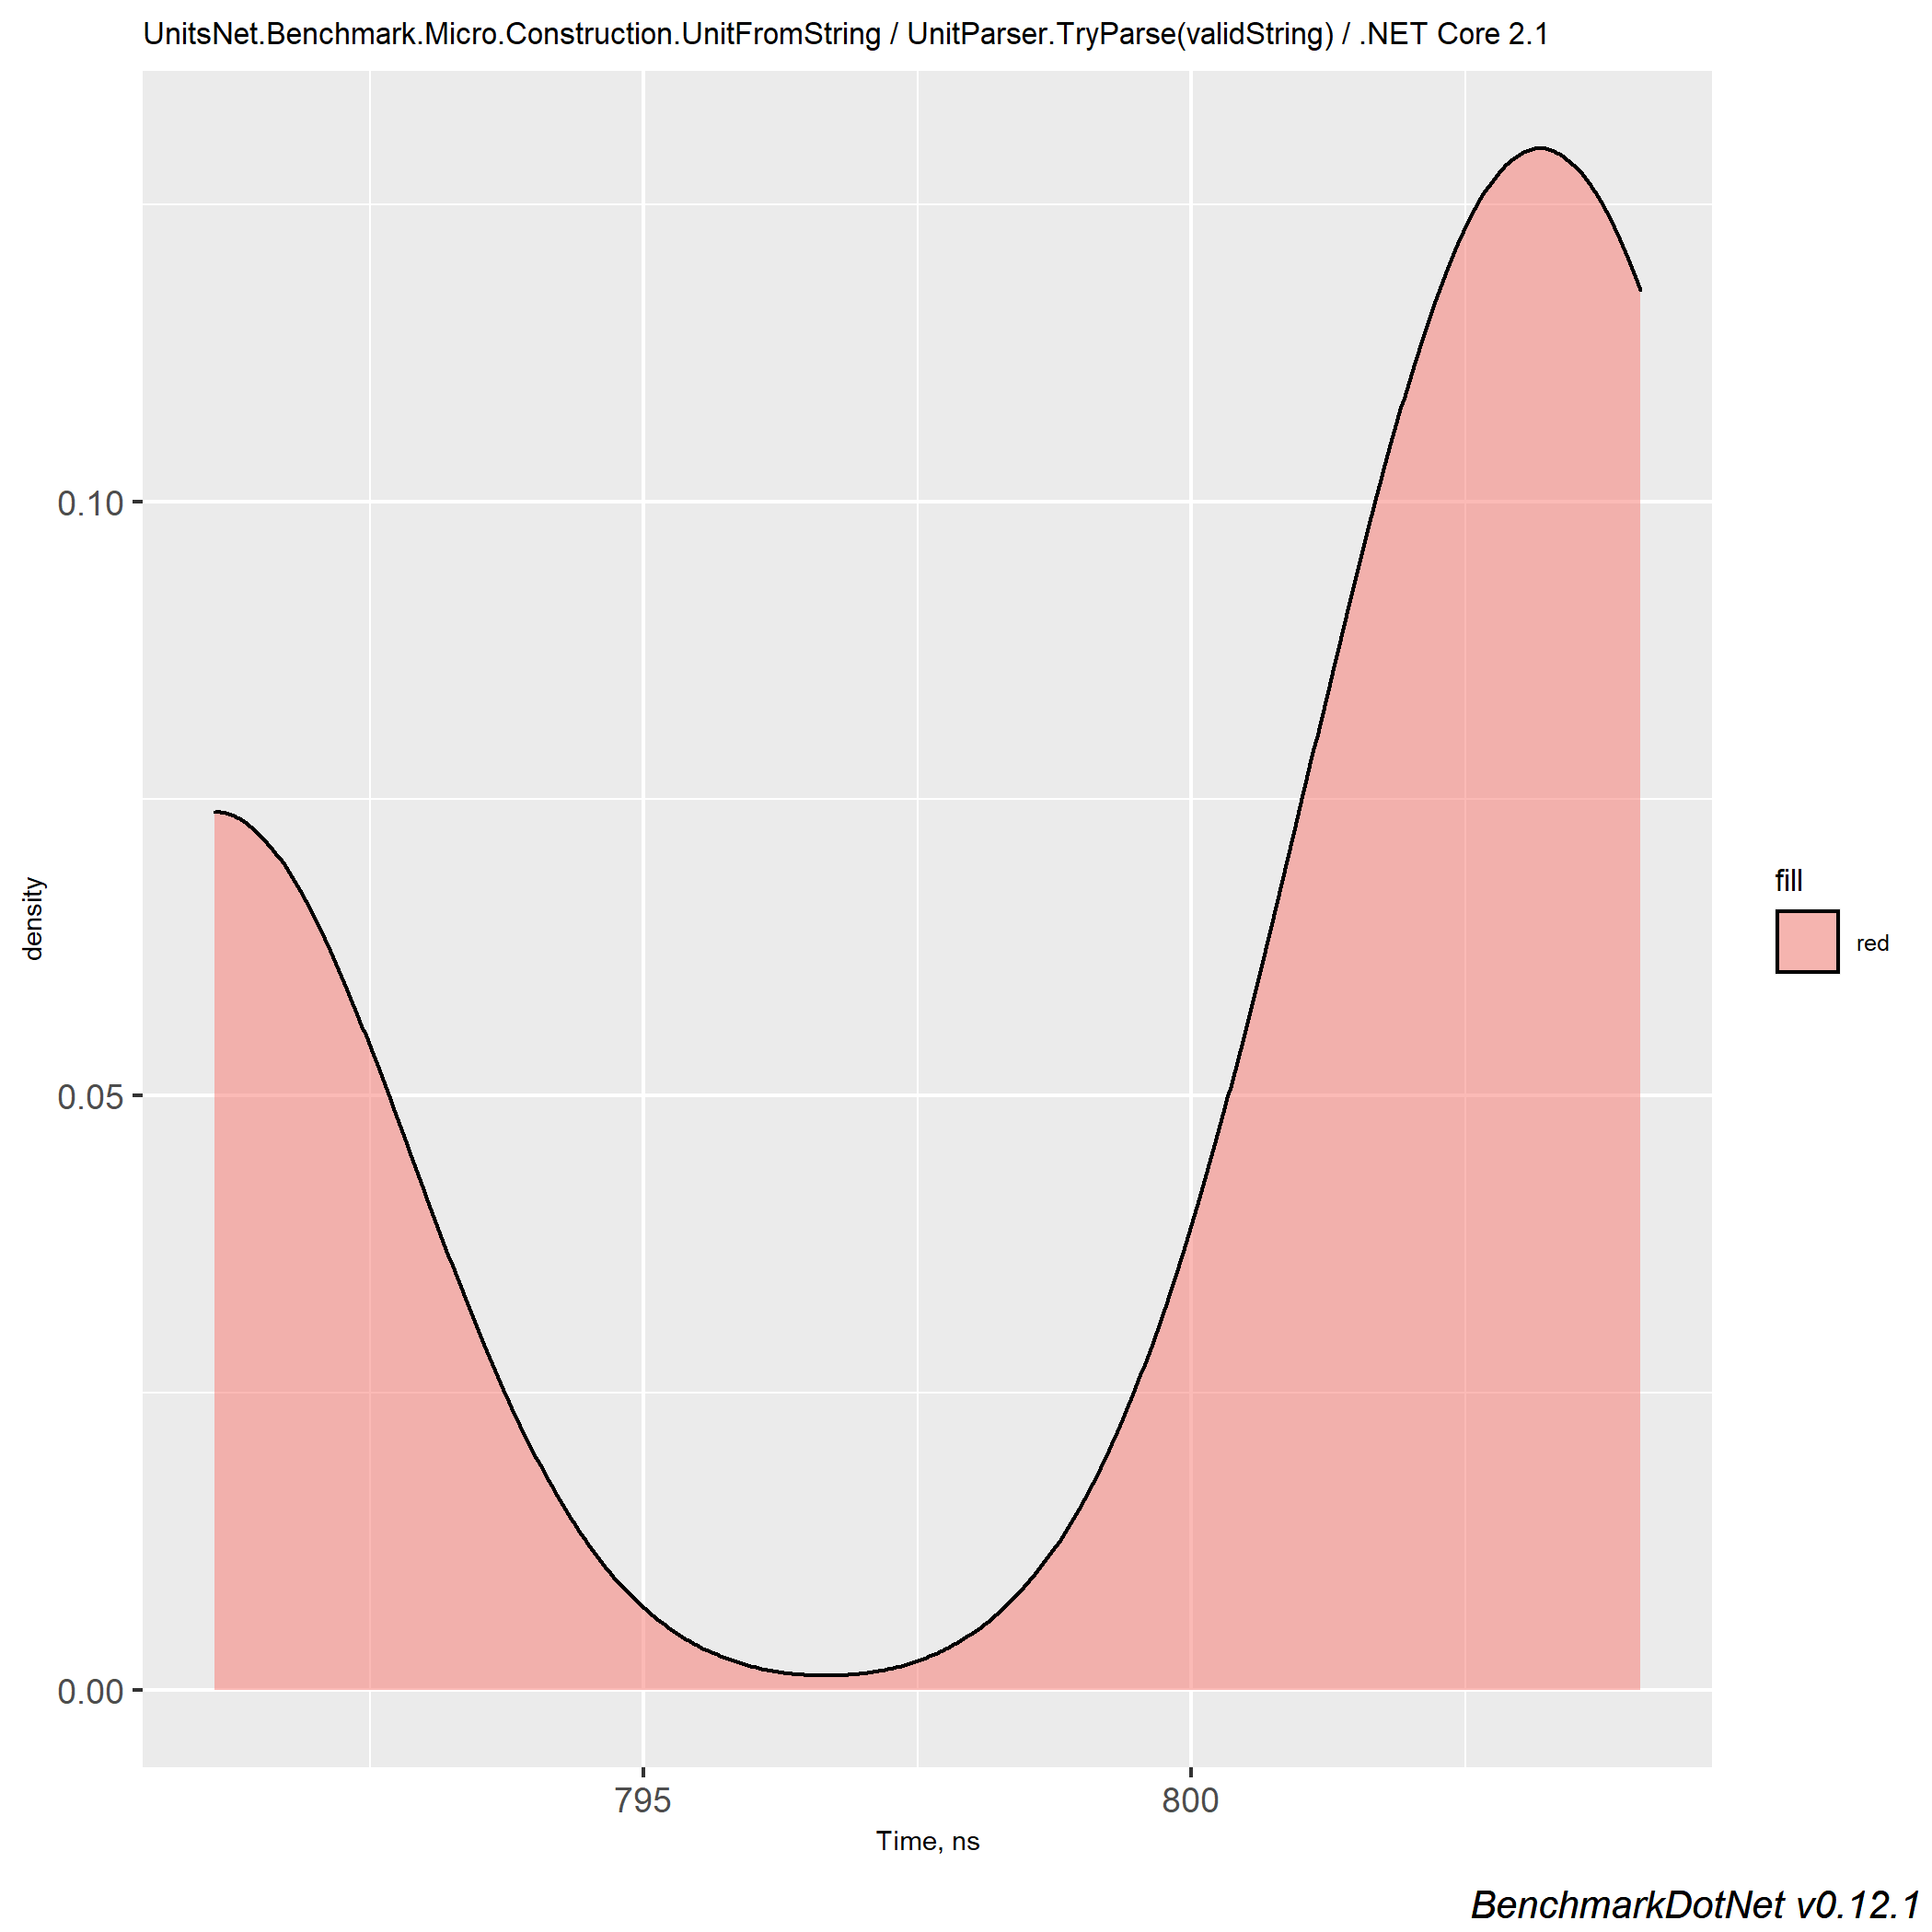 UnitsNet.Benchmark.Micro.Construction.UnitFromString / UnitParser.TryParse(validString) / .NET Core 2.1
0.10
0.05
0.00
density
795
800
Time, ns
fill
red
BenchmarkDotNet v0.12.1